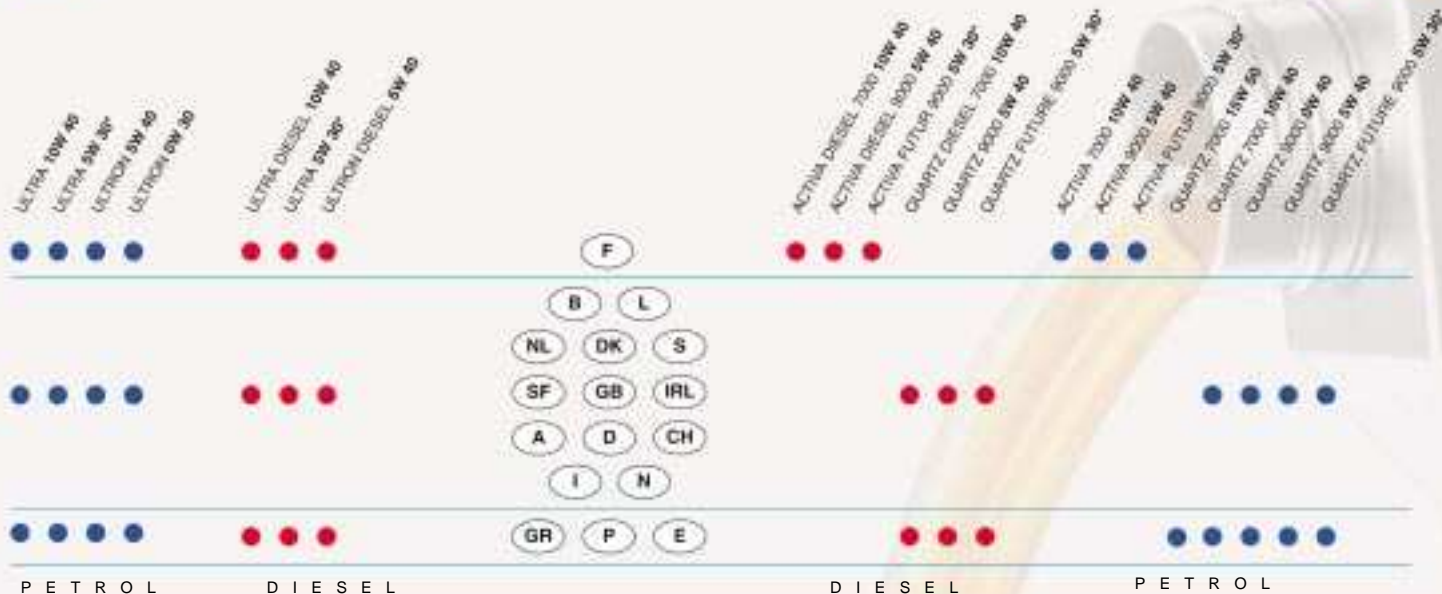 ULTRA 10W 40
ULTRA 5W 30*
ULTRON 5W 40
ULTRON 0W 30
ULTRA DIESEL 10W 40
ULTRA 5W 30*
ULTRON DIESEL 5W 40
ACTIVA DIESEL 7000 10W 40
ACTIVA DIESEL 9000 5W 40
ACTIVA FUTUR 9000 5W 30*
QUARTZ DIESEL 7000 10W 40
QUARTZ 9000 5W 40
QUARTZ FUTURE 9000 5W 30*
ACTIVA 7000 10W 40
ACTIVA 9000 5W 40
ACTIVA FUTUR 9000 5W 30*
QUARTZ 7000 15W 50
QUARTZ 7000 10W 40
QUARTZ 9000 0W 40
QUARTZ 9000 5W 40
QUARTZ FUTURE 9000 5W 30*
F
B L
NL DK S
SF GB IRL
A D CH
I N
GR P E
PETROL DIESEL DIESEL PETROL